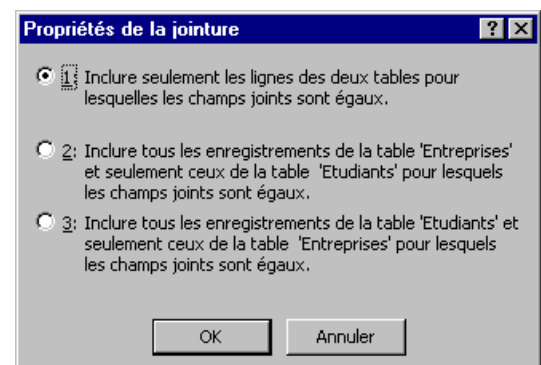 Propriétés de la jointure
1: Inclure seulement les lignes des deux tables pour
lesquelles les champs joints sont égaux.
2: Inclure tous les enregistrements de la table 'Entreprises'
et seulement ceux de la table 'Etudiants' pour lesquels
les champs joints sont égaux.
3: Inclure tous les enregistrements de la table 'Etudiants' et
seulement ceux de la table 'Entreprises' pour lesquels
les champs joints sont égaux.
OK
Annuler